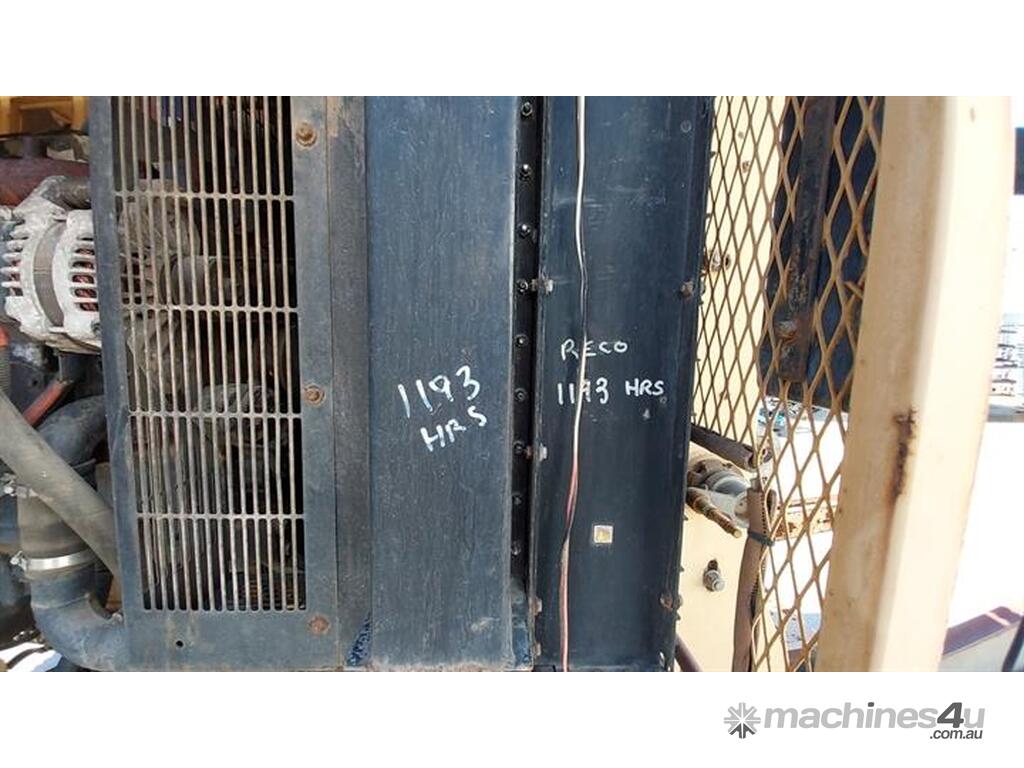 1193
HRS
RECO
1193 HRS
machines4u
.com.au